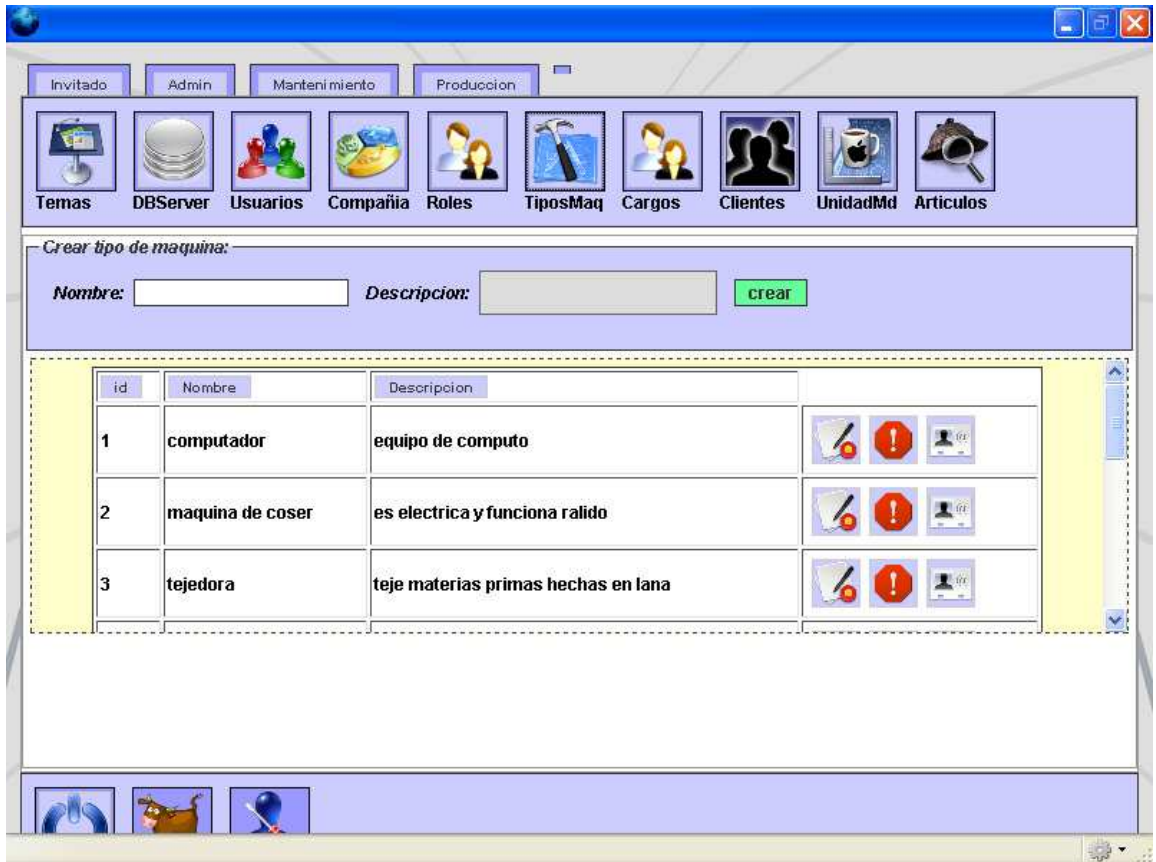 Invitado Admin Mantenimiento Produccion
Temas DBServer Usuarios Compañia Roles TiposMaq Cargos Clientes UnidadMd Articulos
Crear tipo de maquina:
Nombre: Descripcion: crear
id Nombre Descripcion
1 computador equipo de computo
2 maquina de coser es electrica y funciona ralido
3 tejedora teje materias primas hechas en lana